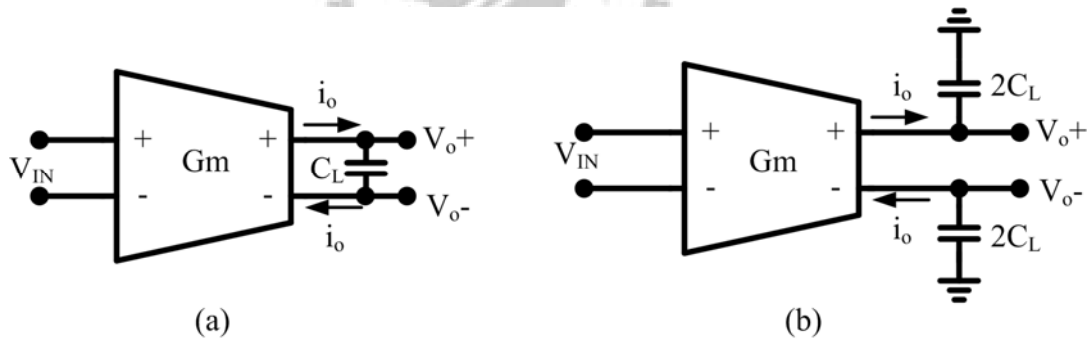 + + i_o V_o+
V_IN Gm C_L
- - i_o V_o-
(a)
i_o 2C_L
+ + V_o+
V_IN Gm
- - i_o V_o-
2C_L
(b)